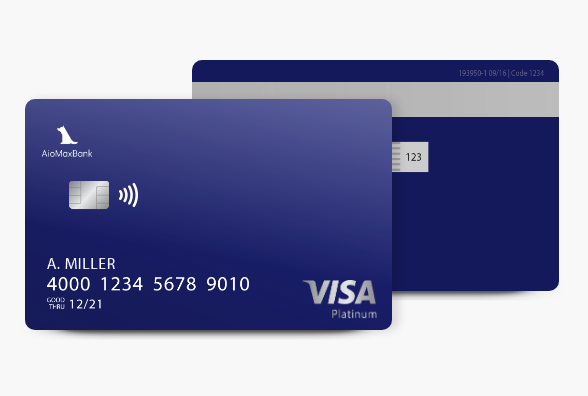 193950-1 09/16 | Code 1234
123
AioMaxBank
A. MILLER
4000 1234 5678 9010
GOOD
THRU 12/21
VISA
Platinum